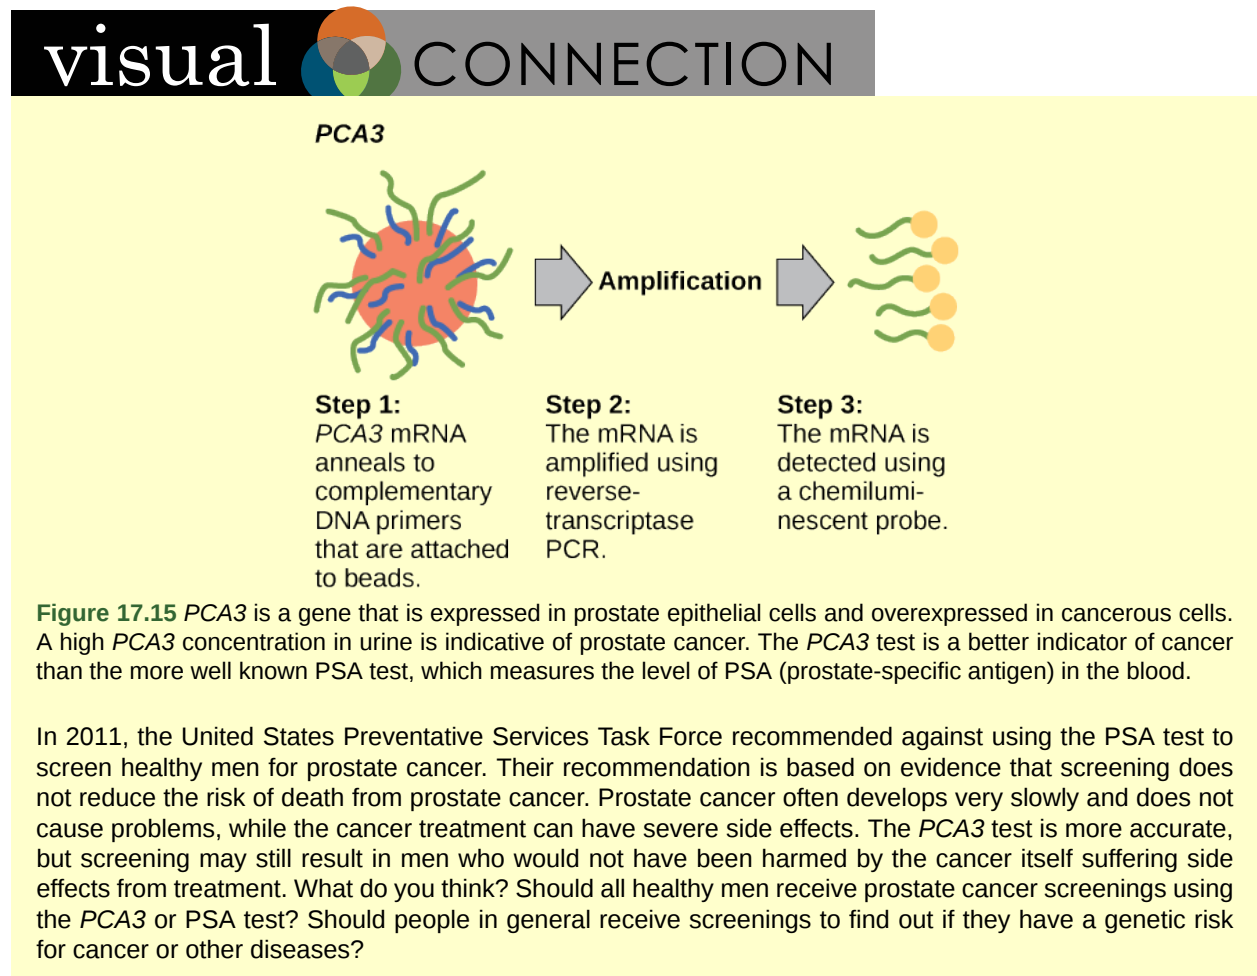 visual CONNECTION
PCA3
Amplification
Step 1:
PCA3 mRNA
anneals to
complementary
DNA primers
that are attached
to beads.
Step 2:
The mRNA is
amplified using
reverse-
transcriptase
PCR.
Step 3:
The mRNA is
detected using
a chemilumi-
nescent probe.
Figure 17.15 PCA3 is a gene that is expressed in prostate epithelial cells and overexpressed in cancerous cells.
A high PCA3 concentration in urine is indicative of prostate cancer. The PCA3 test is a better indicator of cancer
than the more well known PSA test, which measures the level of PSA (prostate-specific antigen) in the blood.
In 2011, the United States Preventative Services Task Force recommended against using the PSA test to
screen healthy men for prostate cancer. Their recommendation is based on evidence that screening does
not reduce the risk of death from prostate cancer. Prostate cancer often develops very slowly and does not
cause problems, while the cancer treatment can have severe side effects. The PCA3 test is more accurate,
but screening may still result in men who would not have been harmed by the cancer itself suffering side
effects from treatment. What do you think? Should all healthy men receive prostate cancer screenings using
the PCA3 or PSA test? Should people in general receive screenings to find out if they have a genetic risk
for cancer or other diseases?